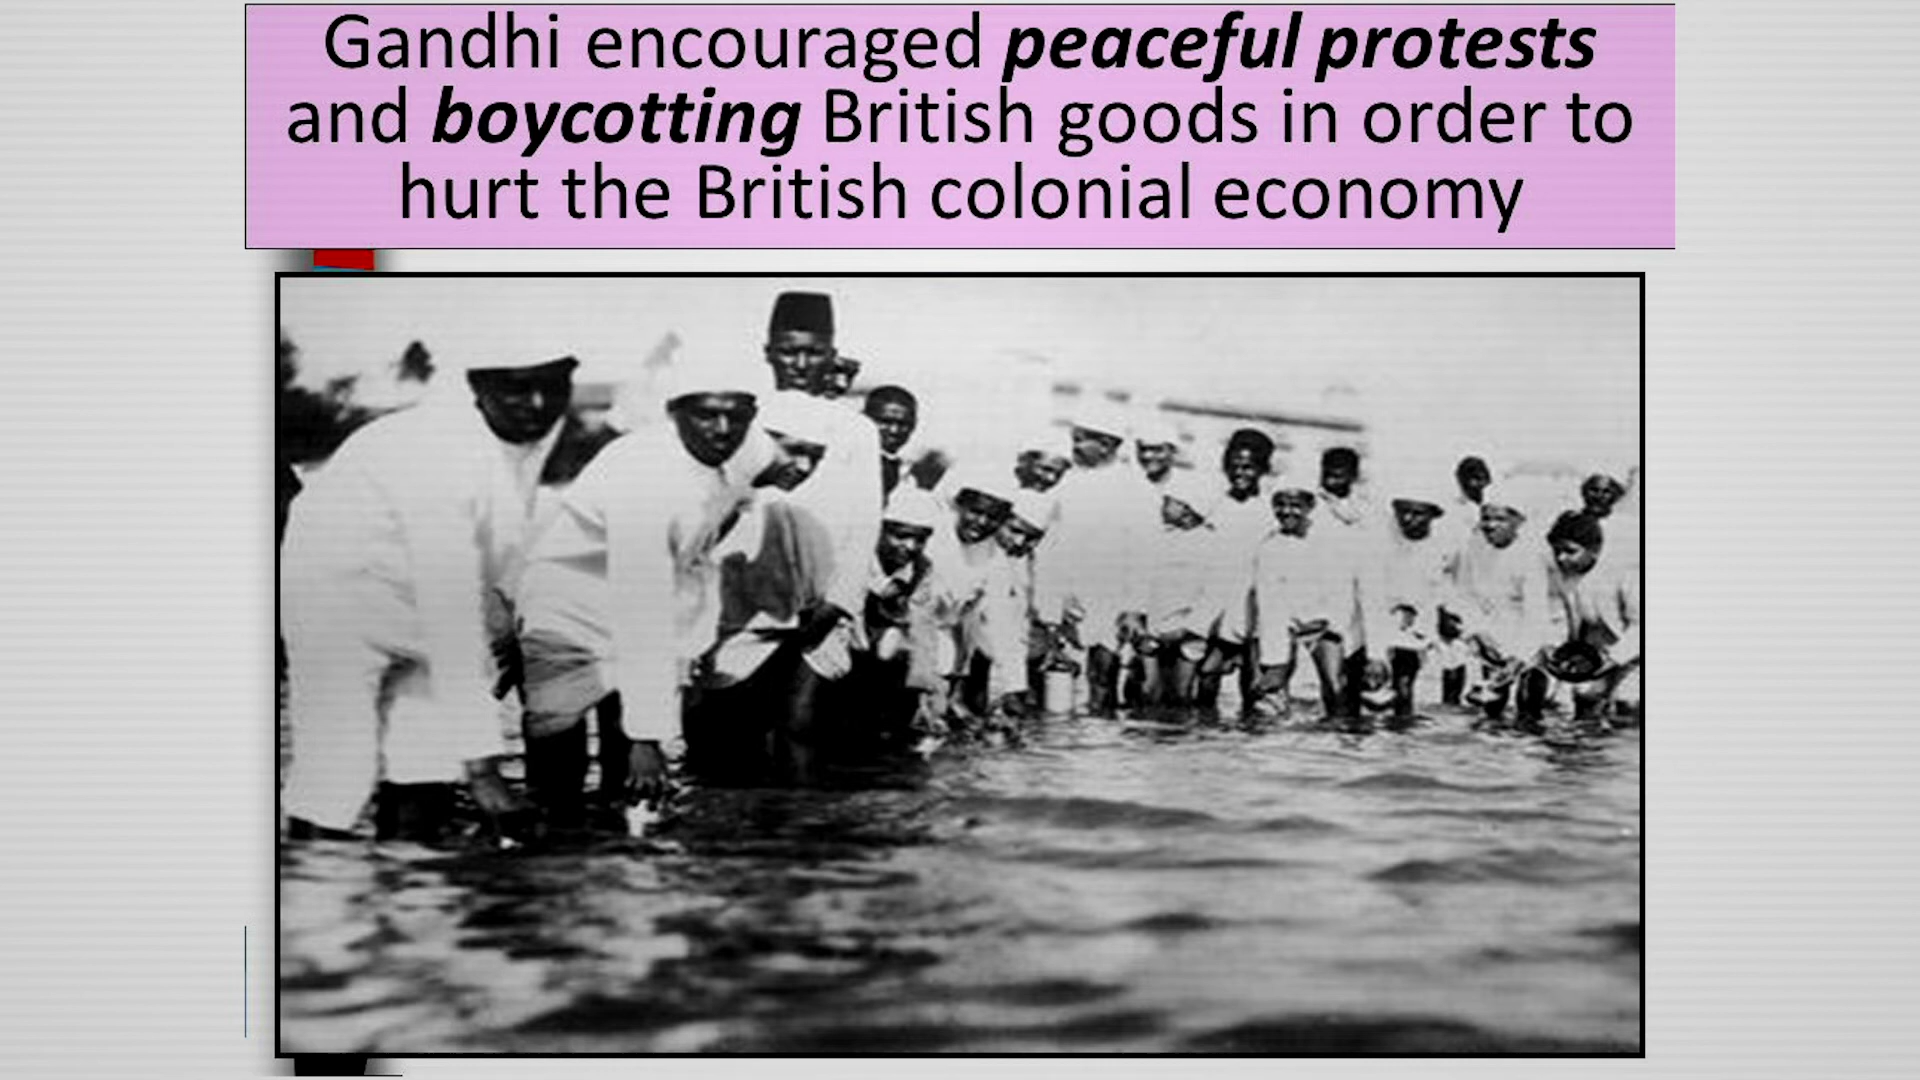 Gandhi encouraged peaceful protests
and boycotting British goods in order to
hurt the British colonial economy